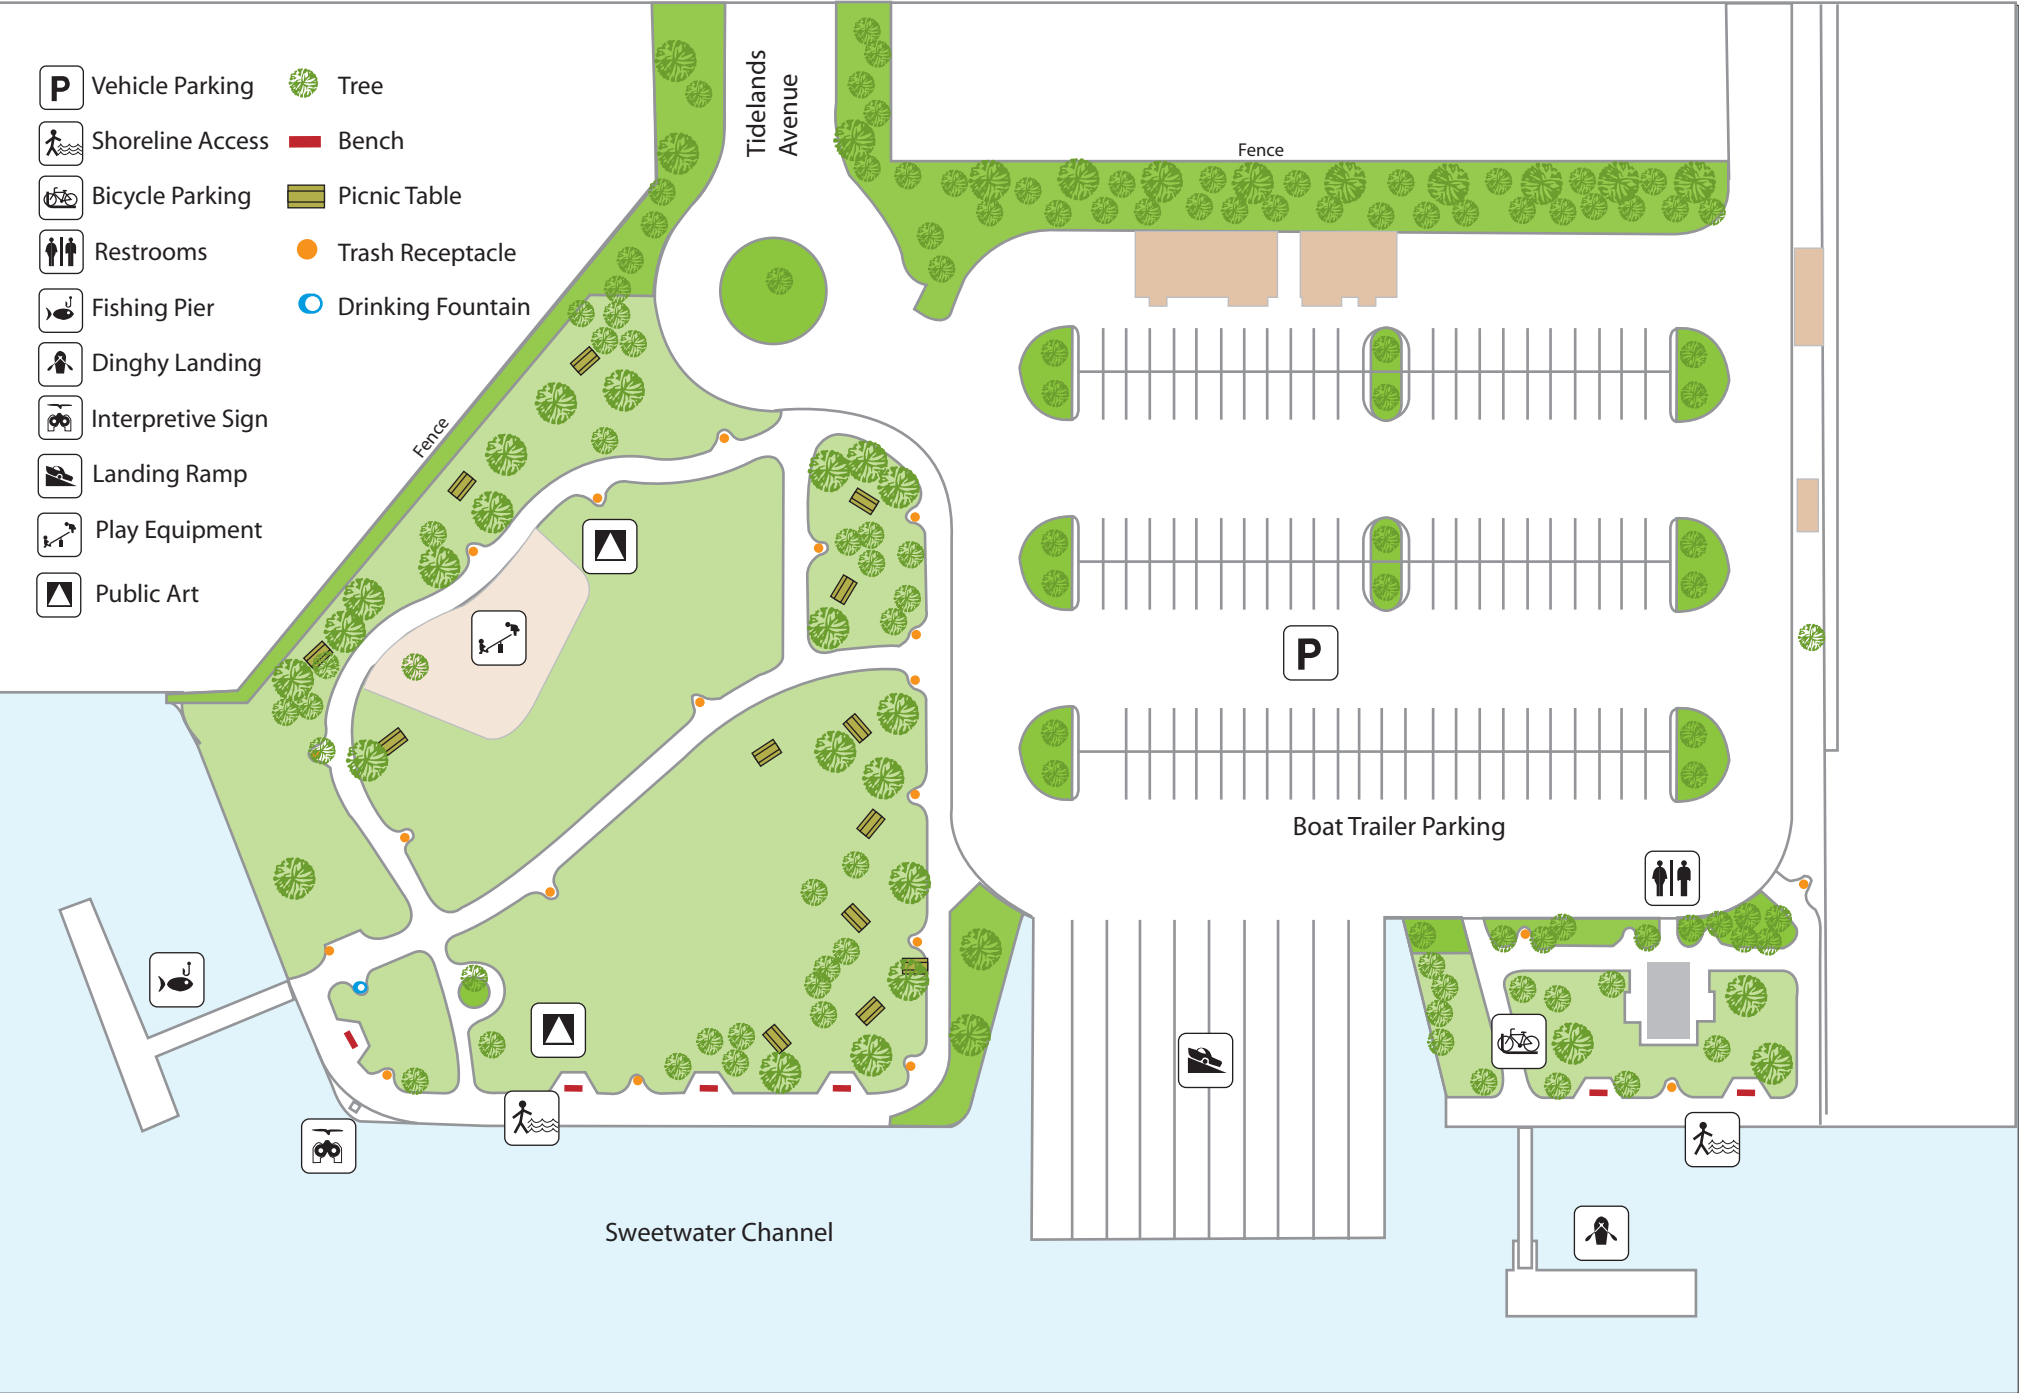 Vehicle Parking
Shoreline Access
Bicycle Parking
Restrooms
Fishing Pier
Dinghy Landing
Interpretive Sign
Landing Ramp
Play Equipment
Public Art
Tree
Bench
Picnic Table
Trash Receptacle
Drinking Fountain
P
Tidelands
Avenue
Fence
Fence
P
Boat Trailer Parking
Sweetwater Channel